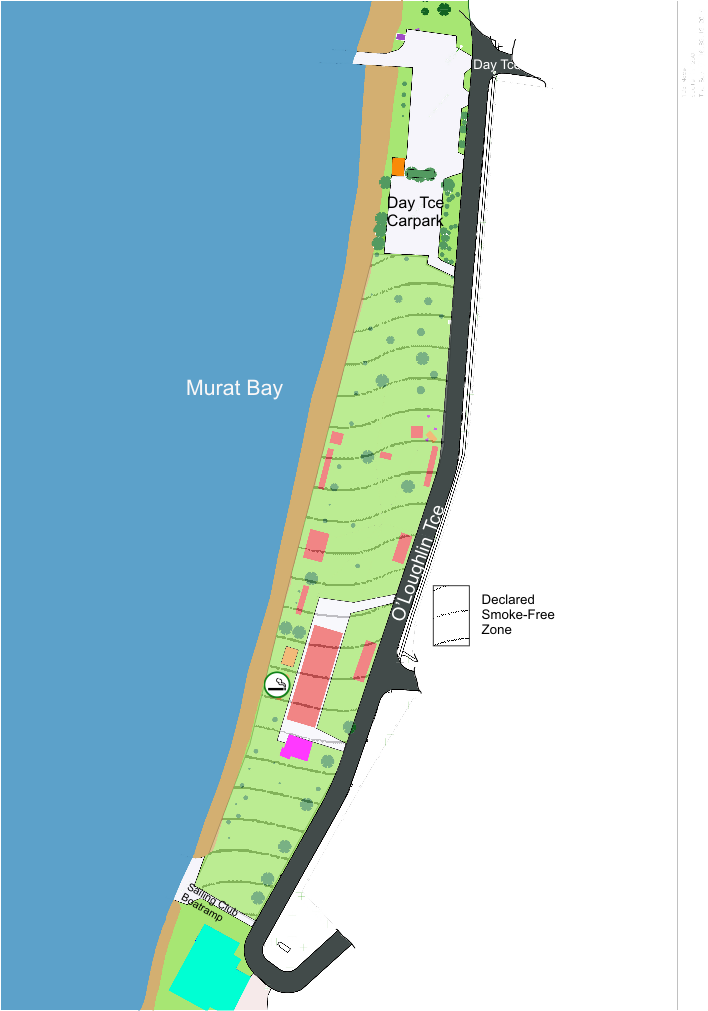 Day Tce
Day Tce
Carpark
Murat Bay
O'Loughlin Tce
Declared
Smoke-Free
Zone
Sailing Club
Boatramp